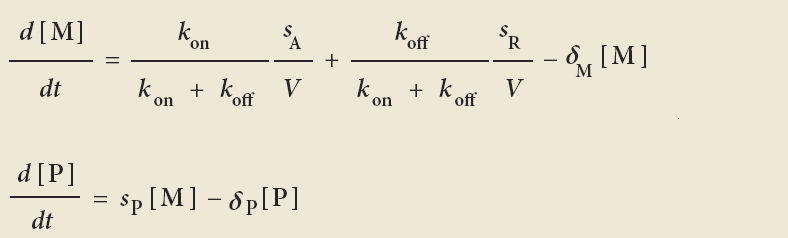 d[M]/dt = k_on/(k_on + k_off) s_A/V + k_off/(k_on + k_off) s_R/V − δ_M [M]
d[P]/dt = s_P [M] − δ_P [P]